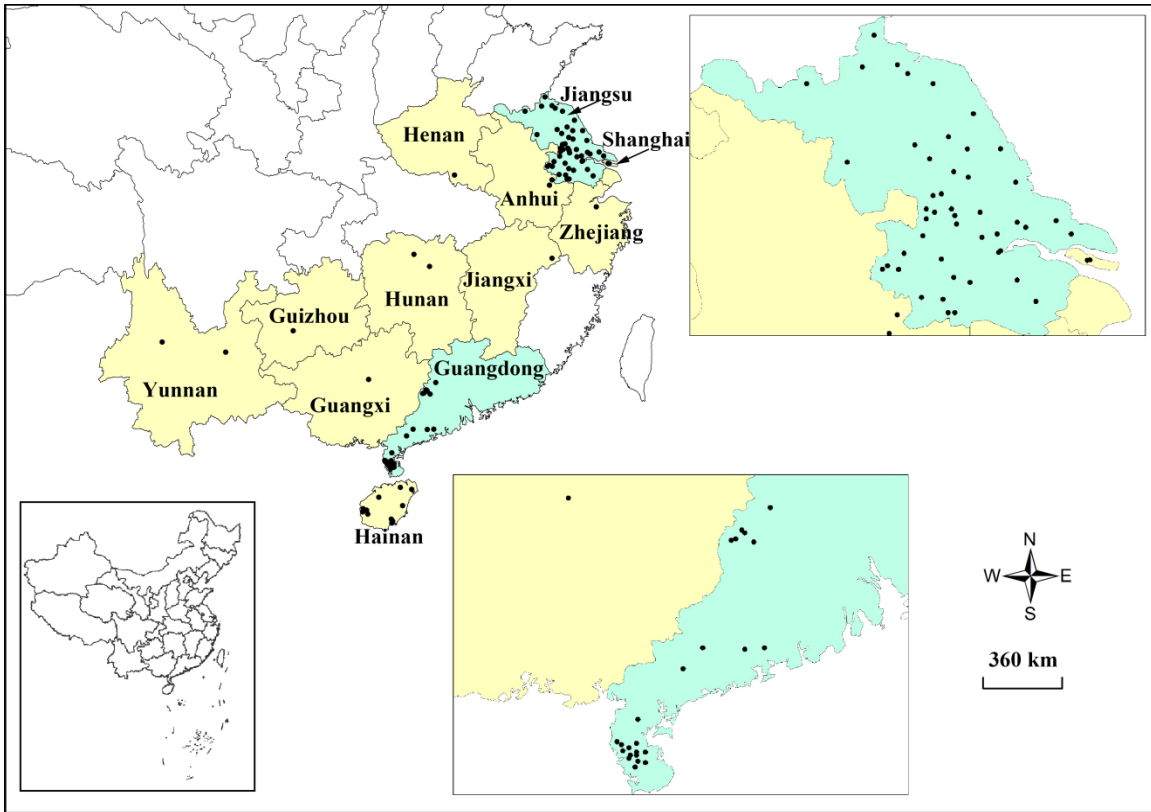 Jiangsu
Henan
Shanghai
Anhui
Zhejiang
Jiangxi
Hunan
Guizhou
Guangdong
Yunnan
Guangxi
Hainan
N
W E
S
360 km